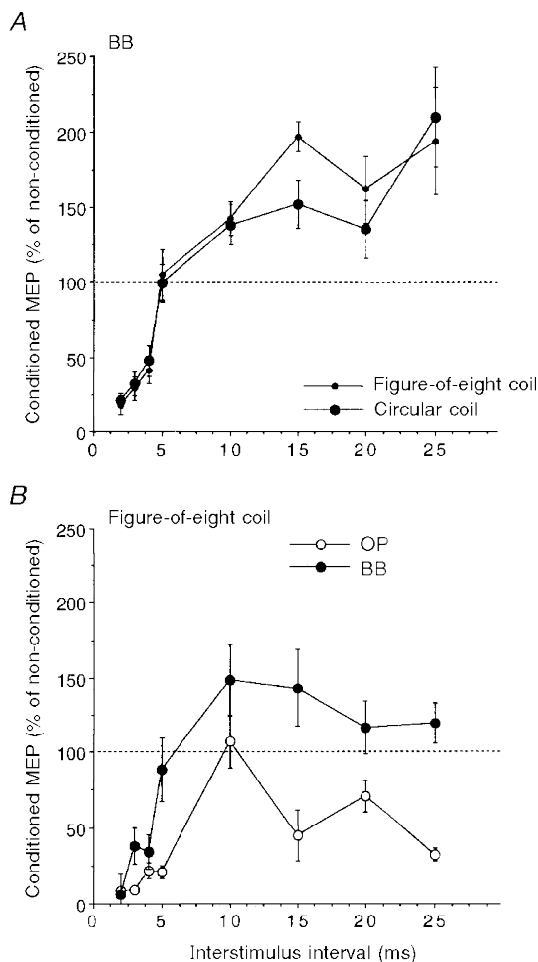 A
BB
250
200
150
100
50
0
Conditioned MEP (% of non-conditioned)
Figure-of-eight coil
Circular coil
0 5 10 15 20 25
B
Figure-of-eight coil
OP
BB
250
200
150
100
50
0
Conditioned MEP (% of non-conditioned)
0 5 10 15 20 25
Interstimulus interval (ms)